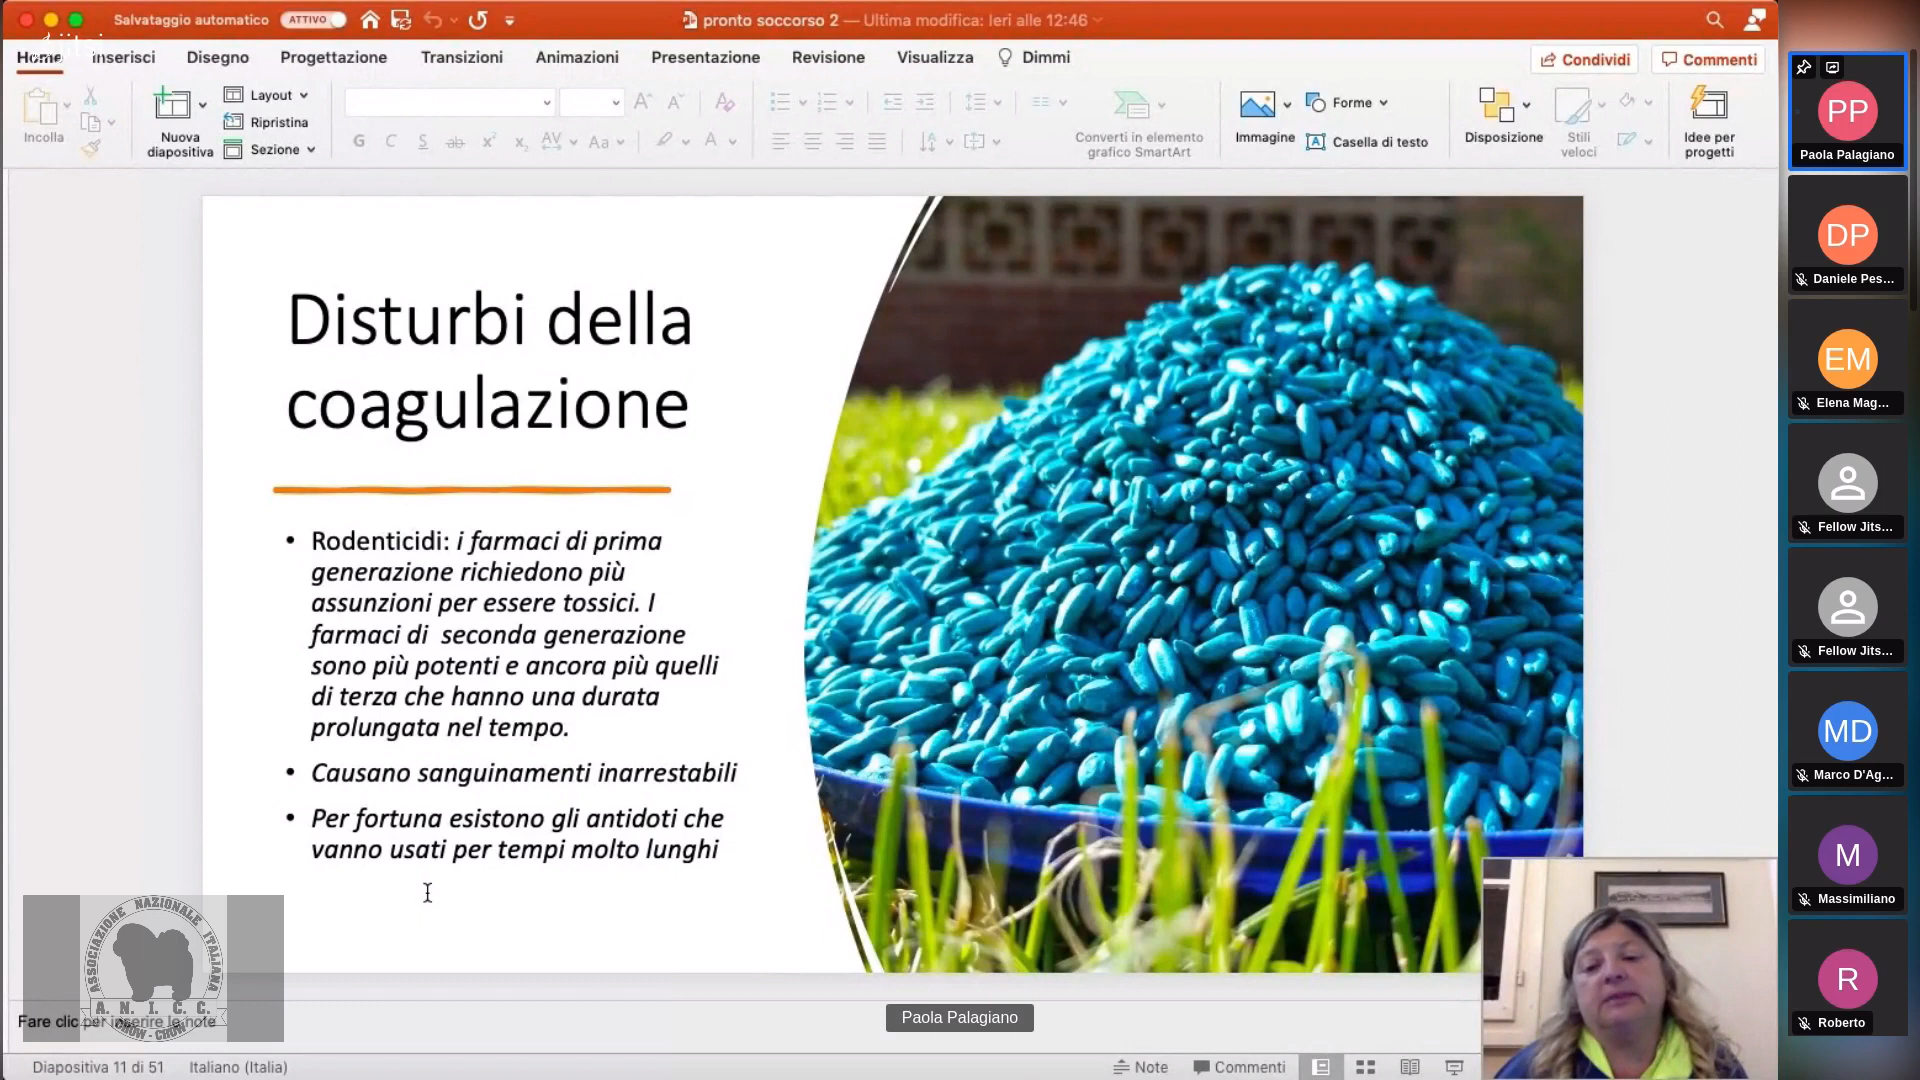 Salvataggio automatico ATTIVO pronto soccorso 2 — Ultima modifica: Ieri alle 12:46
Home Inserisci Disegno Progettazione Transizioni Animazioni Presentazione Revisione Visualizza Dimmi Condividi Commenti
Incolla
Nuova diapositiva
Layout
Ripristina
Sezione
Converti in elemento grafico SmartArt
Immagine
Forme
Casella di testo
Disposizione
Stili veloci
Idee per progetti
Disturbi della
coagulazione
• Rodenticidi: i farmaci di prima
generazione richiedono più
assunzioni per essere tossici. I
farmaci di seconda generazione
sono più potenti e ancora più quelli
di terza che hanno una durata
prolungata nel tempo.
• Causano sanguinamenti inarrestabili
• Per fortuna esistono gli antidoti che
vanno usati per tempi molto lunghi
ASSOCIAZIONE NAZIONALE ITALIANA
A. N. I. C. C.
CHOW - CHOW
Fare clic per inserire le note
Paola Palagiano
Diapositiva 11 di 51 Italiano (Italia) Note Commenti
PP
Paola Palagiano
DP
Daniele Pes...
EM
Elena Mag...
Fellow Jits...
Fellow Jits...
MD
Marco D'Ag...
M
Massimiliano
R
Roberto